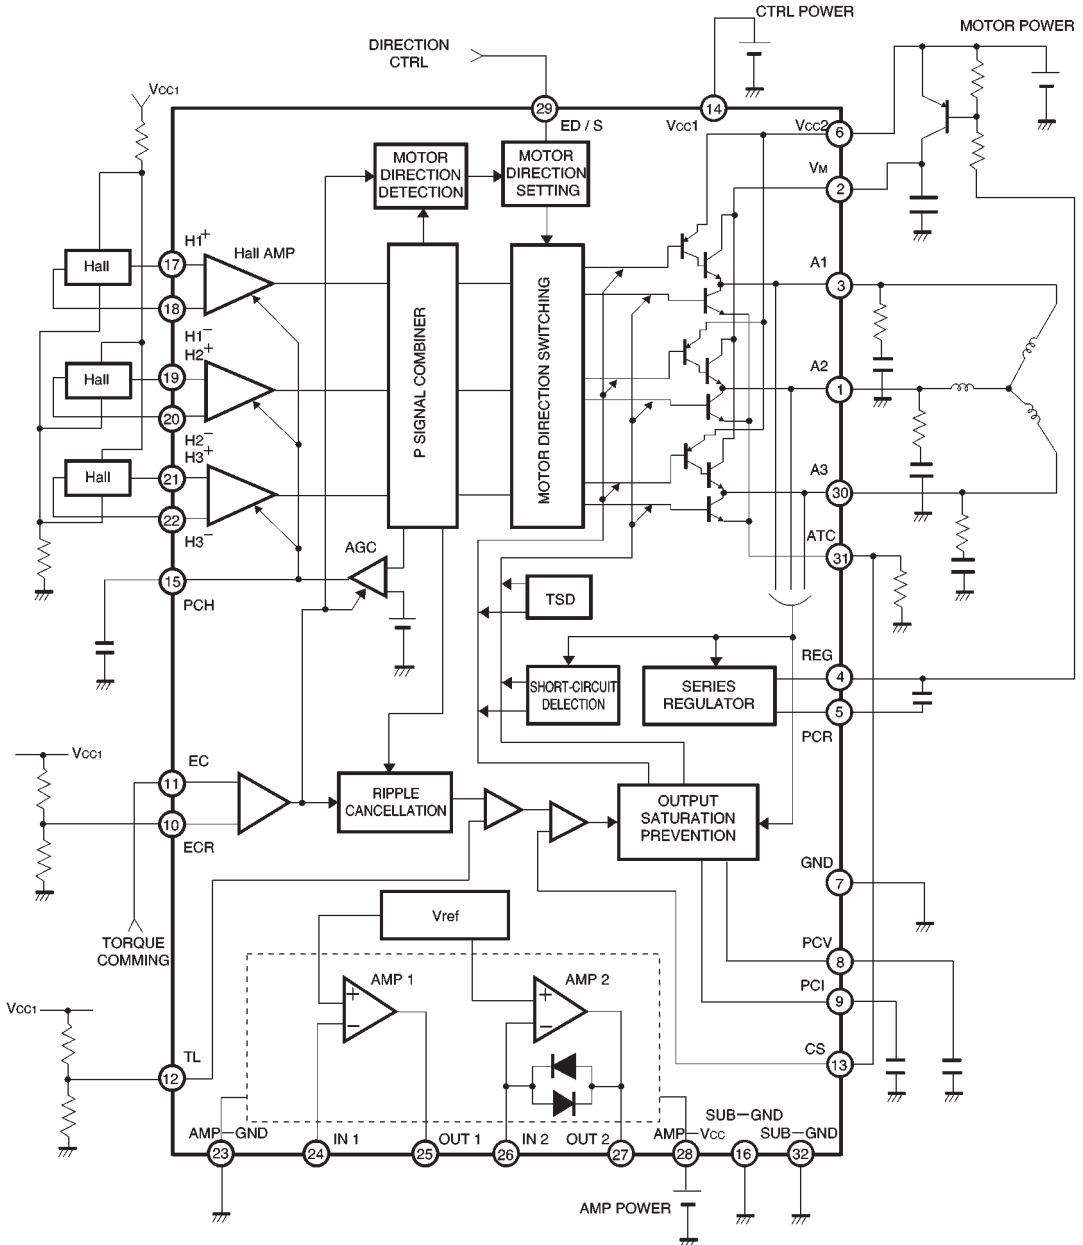 CTRL POWER
MOTOR POWER
DIRECTION
CTRL
VCC1
29
ED / S
14
VCC1
VCC2
6
MOTOR
DIRECTION
DETECTION
MOTOR
DIRECTION
SETTING
VM
2
H1+
Hall AMP
Hall
17
18
A1
3
H1−
H2+
Hall
19
20
P SIGNAL COMBINER
MOTOR DIRECTION SWITCHING
A2
1
H2−
H3+
Hall
21
22
H3−
A3
30
ATC
31
AGC
15
PCH
TSD
REG
4
SHORT-CIRCUIT
DETECTION
SERIES
REGULATOR
5
PCR
VCC1
EC
11
10
ECR
RIPPLE
CANCELLATION
OUTPUT
SATURATION
PREVENTION
GND
7
TORQUE
COMMING
Vref
PCV
8
PCI
9
AMP 1
+
−
AMP 2
+
−
VCC1
TL
12
CS
13
AMP−GND
23
IN 1
24
OUT 1
25
IN 2
26
OUT 2
27
AMP−VCC
28
SUB−GND
16
SUB−GND
32
AMP POWER